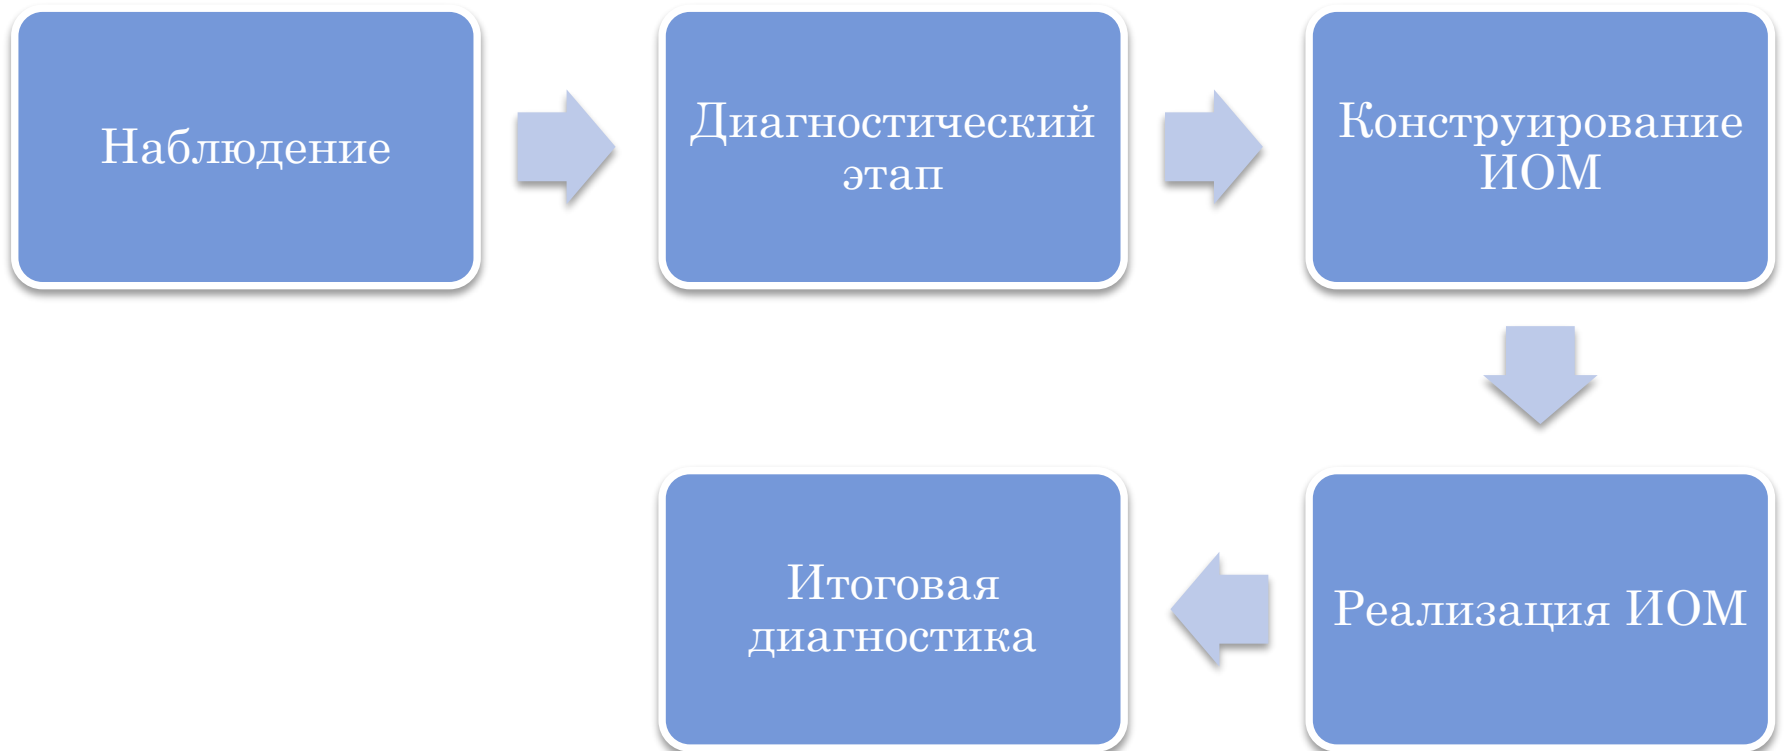 Наблюдение
Диагностический
этап
Конструирование
ИОМ
Реализация ИОМ
Итоговая
диагностика